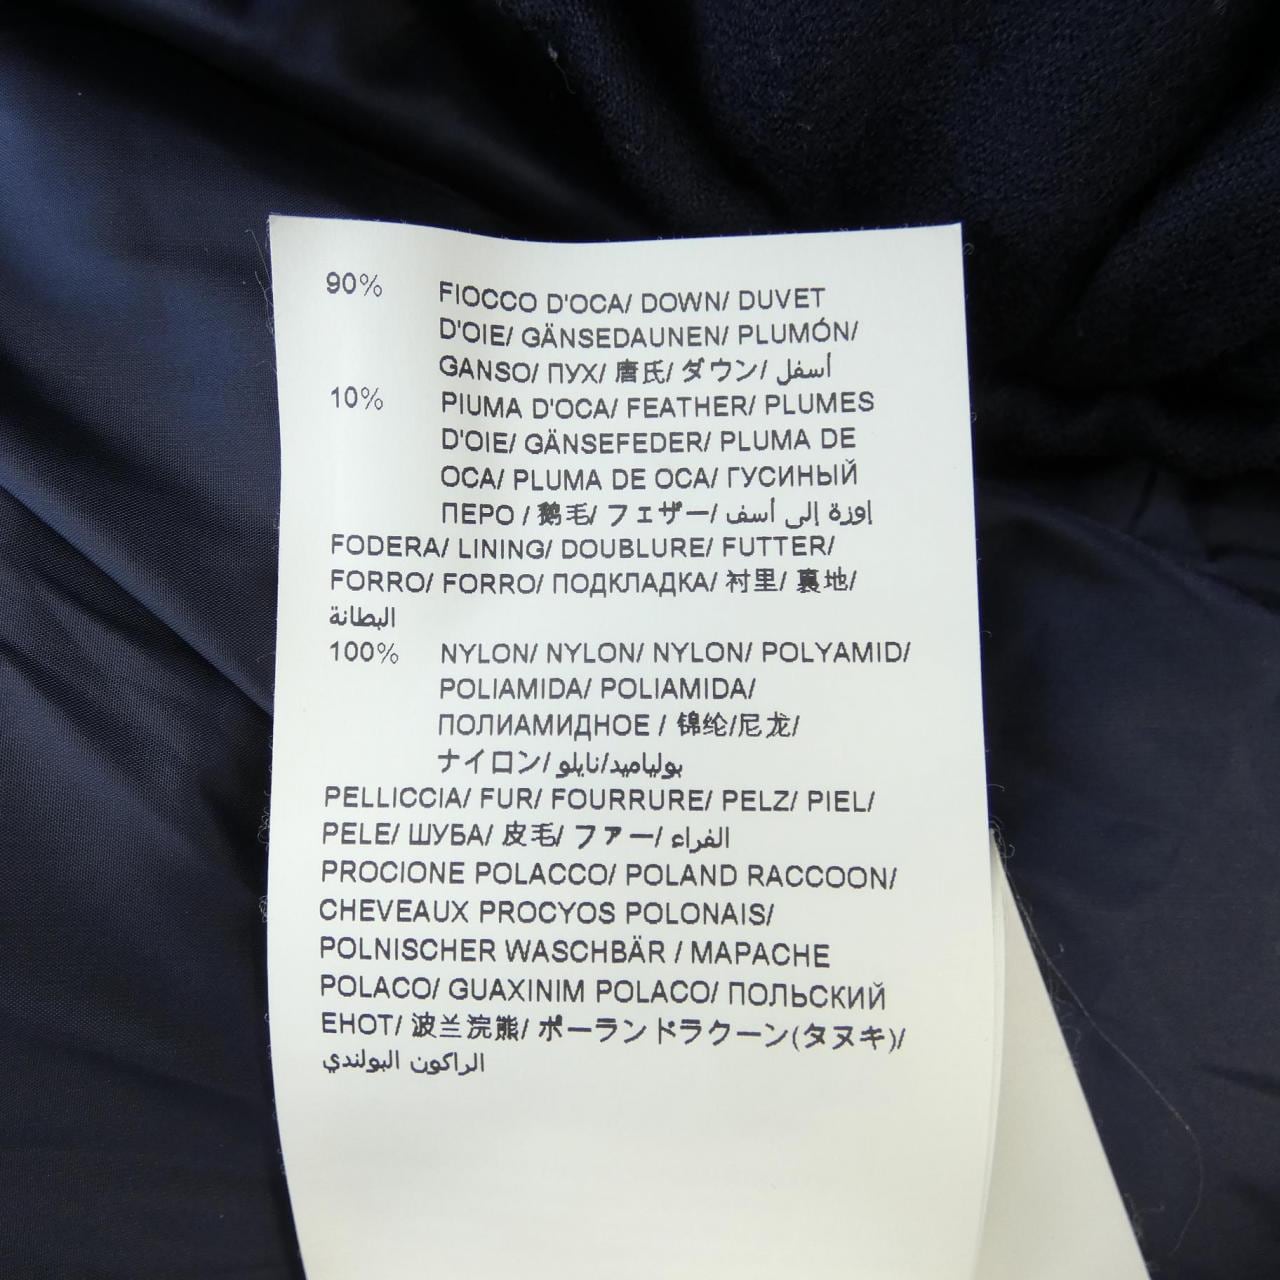 90% FIOCCO D'OCA/ DOWN/ DUVET
D'OIE/ GÄNSEDAUNEN/ PLUMÓN/
GANSO/ ПУХ/ 唐氏/ ダウン/ أسفل
10% PIUMA D'OCA/ FEATHER/ PLUMES
D'OIE/ GÄNSEFEDER/ PLUMA DE
OCA/ PLUMA DE OCA/ ГУСИНЫЙ
ПЕРО / 鹅毛/ フェザー/ اوزة إلى أسف
FODERA/ LINING/ DOUBLURE/ FUTTER/
FORRO/ FORRO/ ПОДКЛАДКА/ 衬里/ 裏地/
البطانة
100% NYLON/ NYLON/ NYLON/ POLYAMID/
POLIAMIDA/ POLIAMIDA/
ПОЛИАМИДНОЕ / 锦纶/尼龙/
ナイロン/ بولياميد/نايلو
PELLICCIA/ FUR/ FOURRURE/ PELZ/ PIEL/
PELE/ ШУБА/ 皮毛/ ファー/ الفراء
PROCIONE POLACCO/ POLAND RACCOON/
CHEVEAUX PROCYOS POLONAIS/
POLNISCHER WASCHBÄR / MAPACHE
POLACO/ GUAXINIM POLACO/ ПОЛЬСКИЙ
ЕНОТ/ 波兰浣熊/ ポーランドラクーン(タヌキ)/
الراكون البولندي